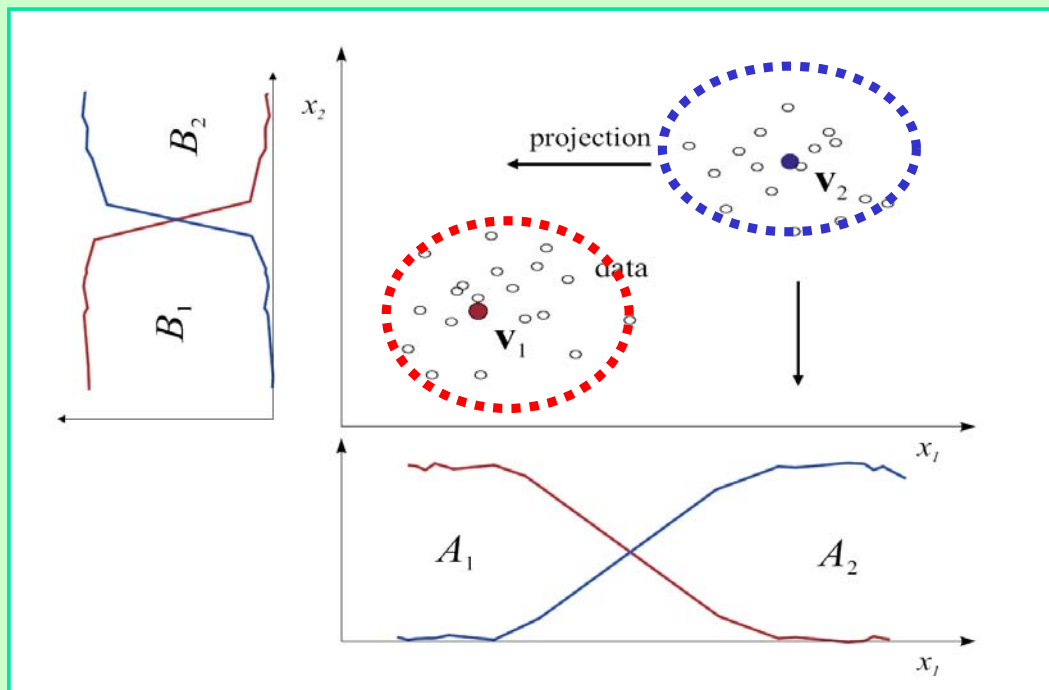 x₂
B₂
B₁
projection
v₂
data
v₁
x₁
A₁
A₂
x₁